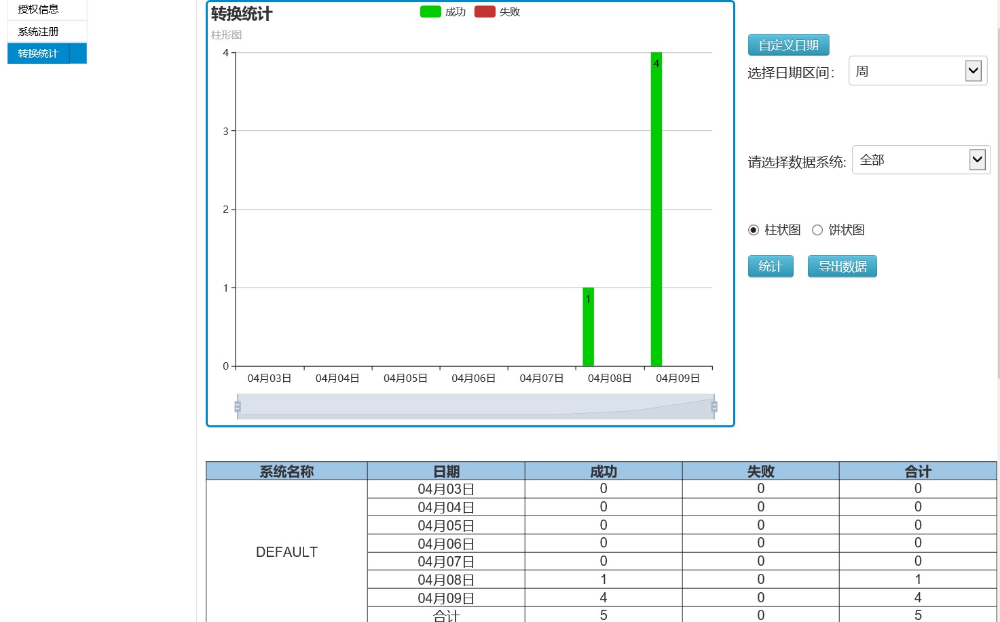 授权信息
系统注册
转换统计
转换统计
成功 失败
柱形图
4
3
2
1
0
4
1
04月03日 04月04日 04月05日 04月06日 04月07日 04月08日 04月09日
自定义日期
选择日期区间： 周
请选择数据系统: 全部
柱状图 饼状图
统计 导出数据
系统名称 日期 成功 失败 合计
DEFAULT
04月03日 0 0 0
04月04日 0 0 0
04月05日 0 0 0
04月06日 0 0 0
04月07日 0 0 0
04月08日 1 0 1
04月09日 4 0 4
合计 5 0 5